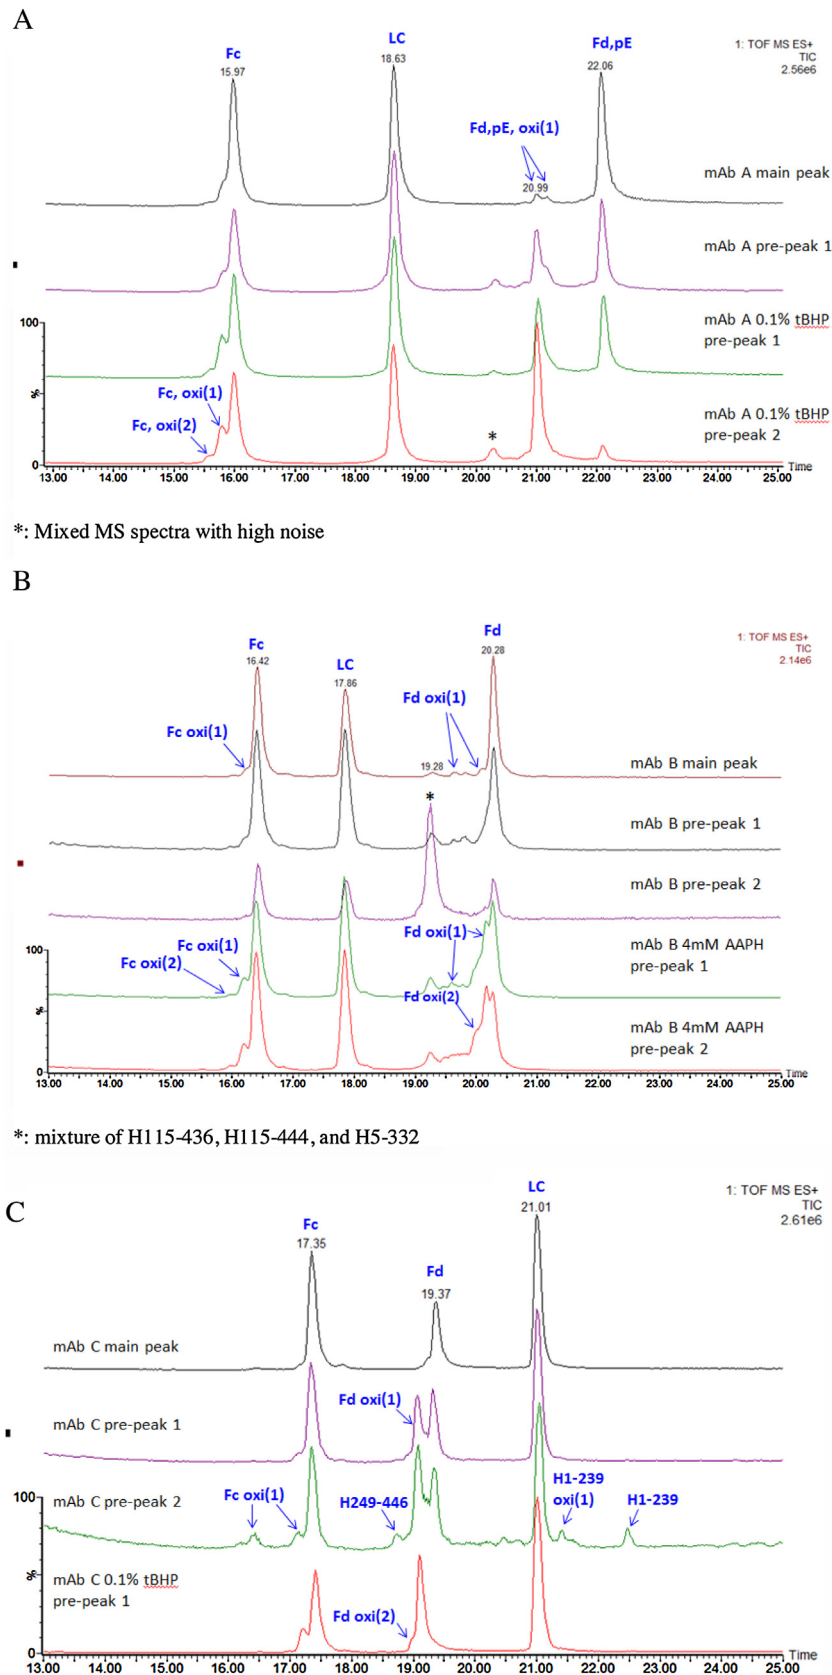 A
1: TOF MS ES+
TIC
2.56e6
Fc
15.97
LC
18.63
Fd,pE
22.06
Fd,pE, oxi(1)
20.99
mAb A main peak
mAb A pre-peak 1
mAb A 0.1% tBHP
pre-peak 1
Fc, oxi(1)
Fc, oxi(2)
*
mAb A 0.1% tBHP
pre-peak 2
100
%
0
13.00 14.00 15.00 16.00 17.00 18.00 19.00 20.00 21.00 22.00 23.00 24.00 25.00 Time
*: Mixed MS spectra with high noise
B
1: TOF MS ES+
TIC
2.14e6
Fc
16.42
LC
17.86
Fd
20.28
Fc oxi(1)
Fd oxi(1)
19.28
mAb B main peak
*
mAb B pre-peak 1
mAb B pre-peak 2
Fc oxi(1)
Fc oxi(2)
Fd oxi(1)
mAb B 4mM AAPH
pre-peak 1
Fd oxi(2)
mAb B 4mM AAPH
pre-peak 2
100
%
0
13.00 14.00 15.00 16.00 17.00 18.00 19.00 20.00 21.00 22.00 23.00 24.00 25.00 Time
*: mixture of H115-436, H115-444, and H5-332
C
1: TOF MS ES+
TIC
2.61e6
Fc
17.35
Fd
19.37
LC
21.01
mAb C main peak
mAb C pre-peak 1
Fd oxi(1)
mAb C pre-peak 2
Fc oxi(1)
H249-446
H1-239
oxi(1)
H1-239
mAb C 0.1% tBHP
pre-peak 1
Fd oxi(2)
100
%
0
13.00 14.00 15.00 16.00 17.00 18.00 19.00 20.00 21.00 22.00 23.00 24.00 25.00 Time